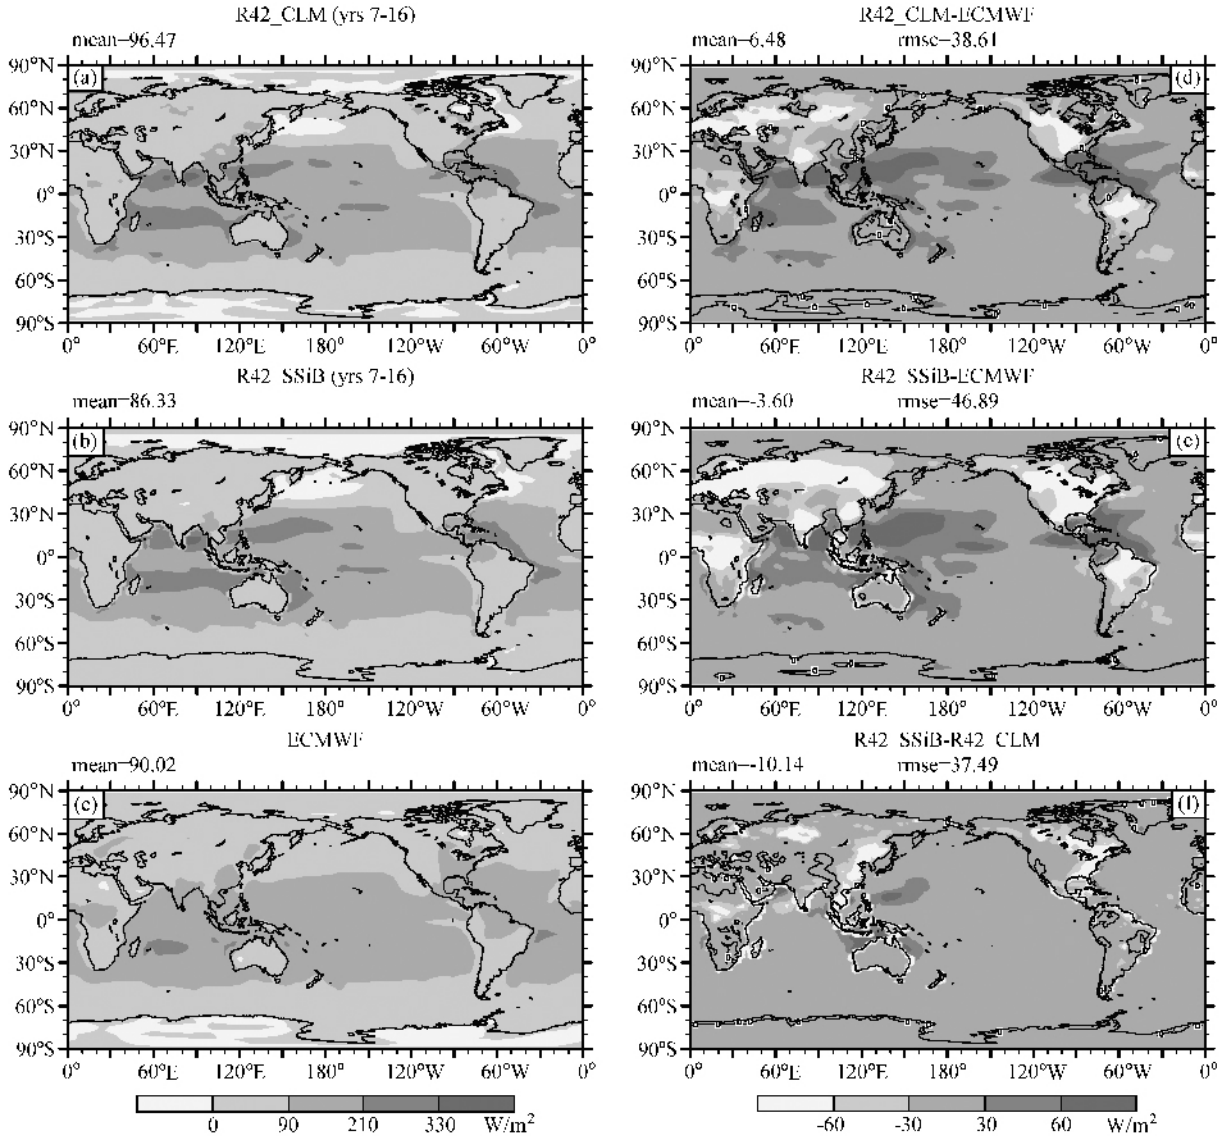 R42_CLM (yrs 7-16)
mean=96.47
(a)
90°N
60°N
30°N
0°
30°S
60°S
90°S
0° 60°E 120°E 180° 120°W 60°W 0°
R42_CLM-ECMWF
mean=6.48 rmse=38.61
(d)
90°N
60°N
30°N
0°
30°S
60°S
90°S
0° 60°E 120°E 180° 120°W 60°W 0°
R42_SSiB (yrs 7-16)
mean=86.33
(b)
90°N
60°N
30°N
0°
30°S
60°S
90°S
0° 60°E 120°E 180° 120°W 60°W 0°
R42_SSiB-ECMWF
mean=-3.60 rmse=46.89
(e)
90°N
60°N
30°N
0°
30°S
60°S
90°S
0° 60°E 120°E 180° 120°W 60°W 0°
ECMWF
mean=90.02
(c)
90°N
60°N
30°N
0°
30°S
60°S
90°S
0° 60°E 120°E 180° 120°W 60°W 0°
R42_SSiB-R42_CLM
mean=-10.14 rmse=37.49
(f)
90°N
60°N
30°N
0°
30°S
60°S
90°S
0° 60°E 120°E 180° 120°W 60°W 0°
0 90 210 330 W/m²
-60 -30 30 60 W/m²